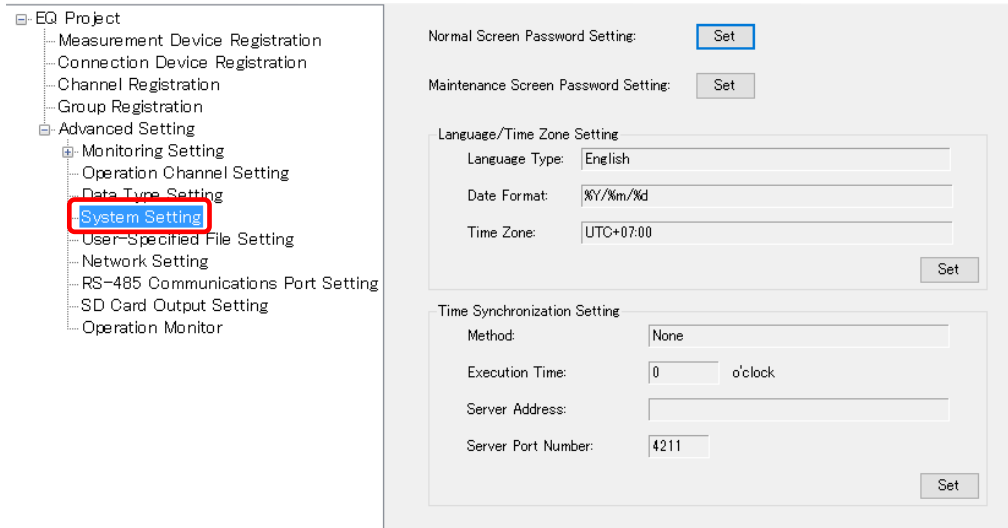 EQ Project
Measurement Device Registration
Connection Device Registration
Channel Registration
Group Registration
Advanced Setting
Monitoring Setting
Operation Channel Setting
Data Type Setting
System Setting
User-Specified File Setting
Network Setting
RS-485 Communications Port Setting
SD Card Output Setting
Operation Monitor
Normal Screen Password Setting: Set
Maintenance Screen Password Setting: Set
Language/Time Zone Setting
Language Type: English
Date Format: %Y/%m/%d
Time Zone: UTC+07:00
Set
Time Synchronization Setting
Method: None
Execution Time: 0 o'clock
Server Address:
Server Port Number: 4211
Set